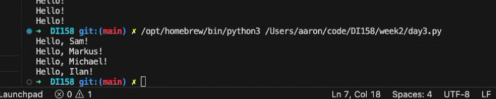 Hello!
Hello!
Hello!
➜ DI158 git:(main) ✗ /opt/homebrew/bin/python3 /Users/aaron/code/DI158/week2/day3.py
Hello, Sam!
Hello, Markus!
Hello, Michael!
Hello, Ilan!
➜ DI158 git:(main) ✗
Launchpad 0 1 Ln 7, Col 18 Spaces: 4 UTF-8 LF